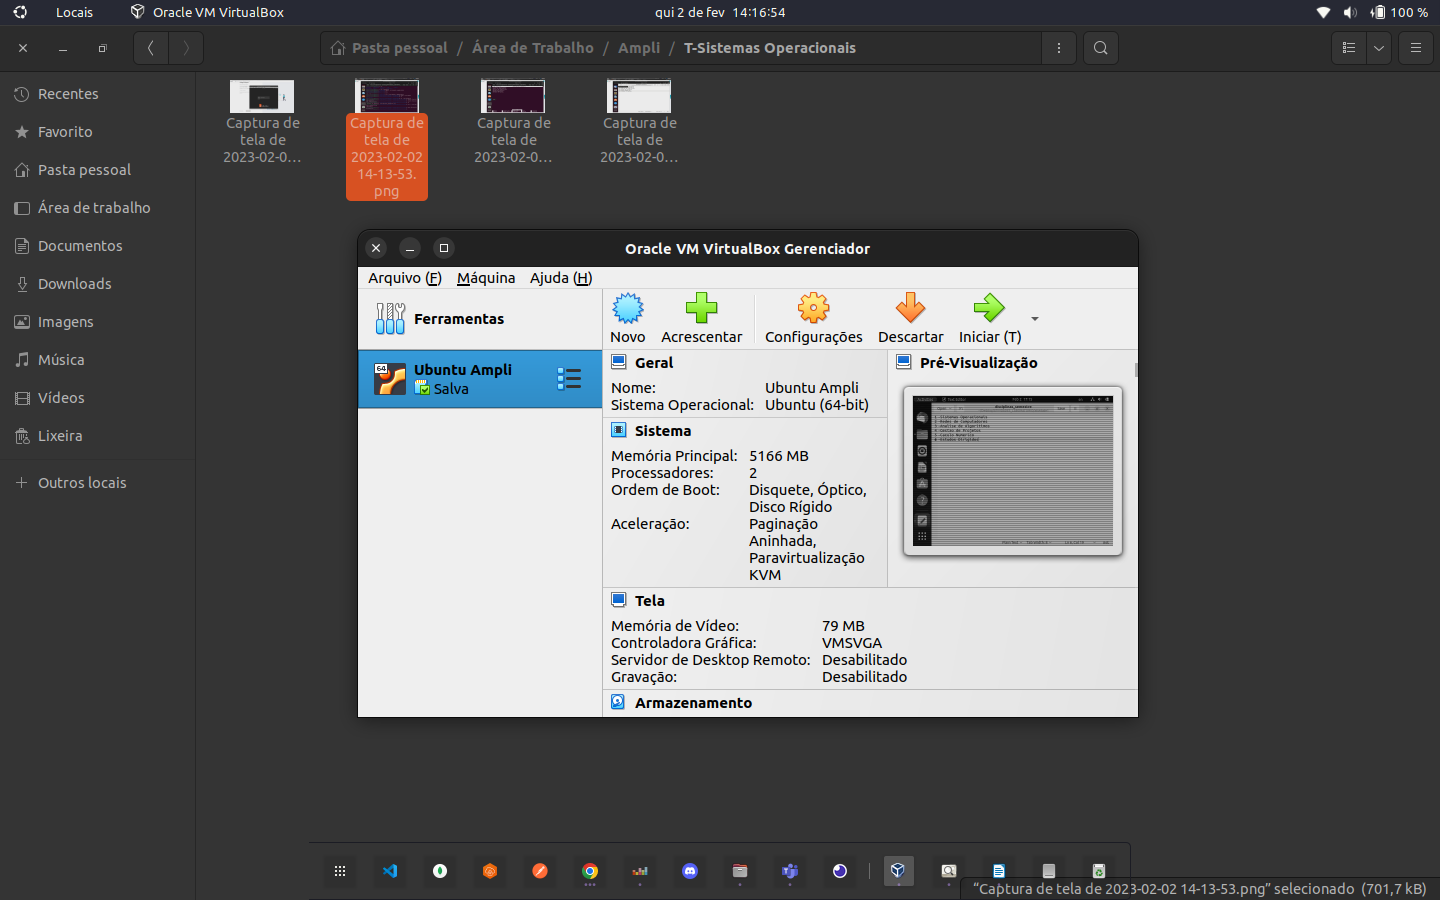 Locais
Oracle VM VirtualBox
qui 2 de fev 14:16:54
100 %
Pasta pessoal / Área de Trabalho / Ampli / T-Sistemas Operacionais
Recentes
Favorito
Pasta pessoal
Área de trabalho
Documentos
Downloads
Imagens
Música
Vídeos
Lixeira
Outros locais
Captura de
tela de
2023-02-0…
Captura de
tela de
2023-02-02
14-13-53.
png
Captura de
tela de
2023-02-0…
Captura de
tela de
2023-02-0…
Oracle VM VirtualBox Gerenciador
Arquivo (F) Máquina Ajuda (H)
Ferramentas
64
Ubuntu Ampli
Salva
Novo
Acrescentar
Configurações
Descartar
Iniciar (T)
Geral
Nome: Ubuntu Ampli
Sistema Operacional: Ubuntu (64-bit)
Sistema
Memória Principal: 5166 MB
Processadores: 2
Ordem de Boot: Disquete, Óptico,
Disco Rígido
Aceleração: Paginação
Aninhada,
Paravirtualização
KVM
Pré-Visualização
Tela
Memória de Vídeo: 79 MB
Controladora Gráfica: VMSVGA
Servidor de Desktop Remoto: Desabilitado
Gravação: Desabilitado
Armazenamento
“Captura de tela de 2023-02-02 14-13-53.png” selecionado (701,7 kB)